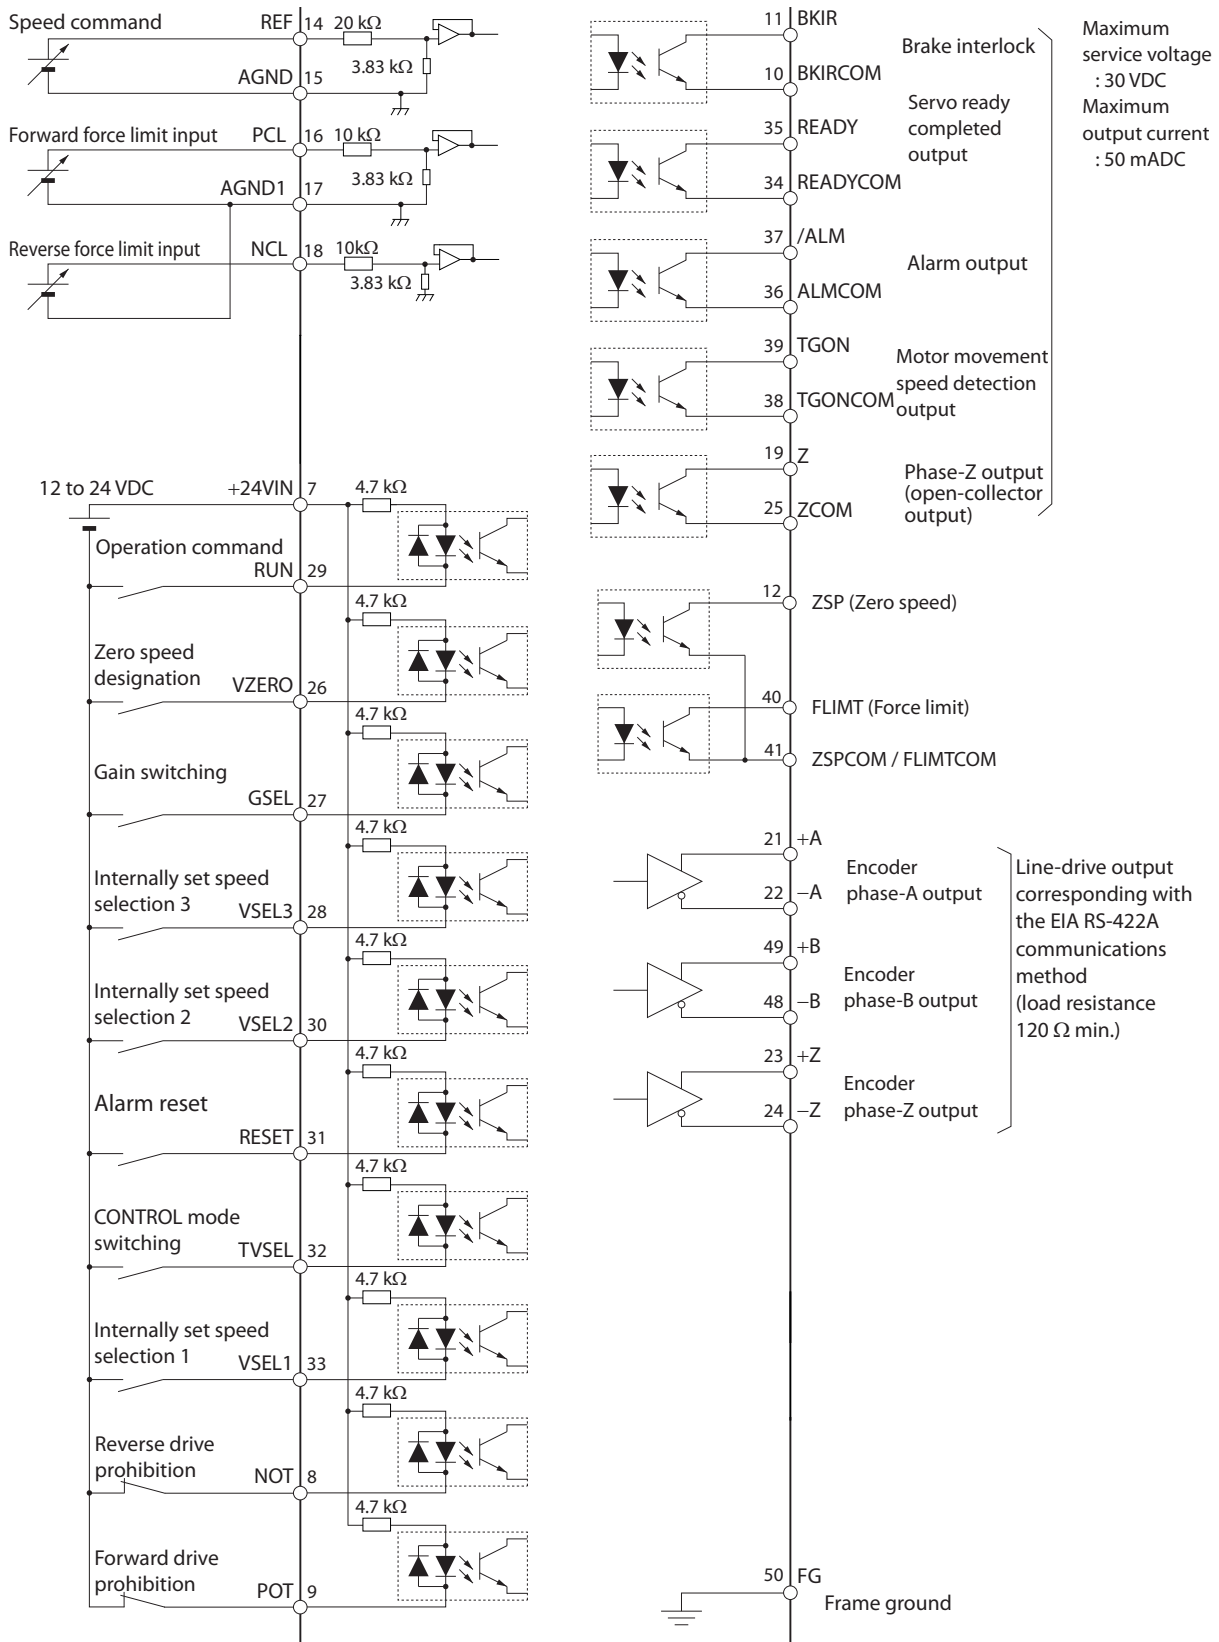 Speed command
REF 14 20 kΩ
3.83 kΩ
AGND 15
Forward force limit input PCL 16 10 kΩ
3.83 kΩ
AGND1 17
Reverse force limit input NCL 18 10kΩ
3.83 kΩ
12 to 24 VDC +24VIN 7 4.7 kΩ
Operation command
RUN 29
4.7 kΩ
Zero speed
designation
VZERO 26
4.7 kΩ
Gain switching
GSEL 27
4.7 kΩ
Internally set speed
selection 3
VSEL3 28
4.7 kΩ
Internally set speed
selection 2
VSEL2 30
4.7 kΩ
Alarm reset
RESET 31
4.7 kΩ
CONTROL mode
switching
TVSEL 32
4.7 kΩ
Internally set speed
selection 1
VSEL1 33
4.7 kΩ
Reverse drive
prohibition
NOT 8
4.7 kΩ
Forward drive
prohibition
POT 9
11 BKIR
Brake interlock
10 BKIRCOM
Servo ready
completed
output
35 READY
34 READYCOM
37 /ALM
Alarm output
36 ALMCOM
39 TGON
Motor movement
speed detection
output
38 TGONCOM
19 Z
Phase-Z output
(open-collector
output)
25 ZCOM
Maximum
service voltage
: 30 VDC
Maximum
output current
: 50 mADC
12 ZSP (Zero speed)
40 FLIMT (Force limit)
41 ZSPCOM / FLIMTCOM
21 +A
Encoder
phase-A output
22 −A
49 +B
Encoder
phase-B output
48 −B
23 +Z
Encoder
phase-Z output
24 −Z
Line-drive output
corresponding with
the EIA RS-422A
communications
method
(load resistance
120 Ω min.)
50 FG
Frame ground